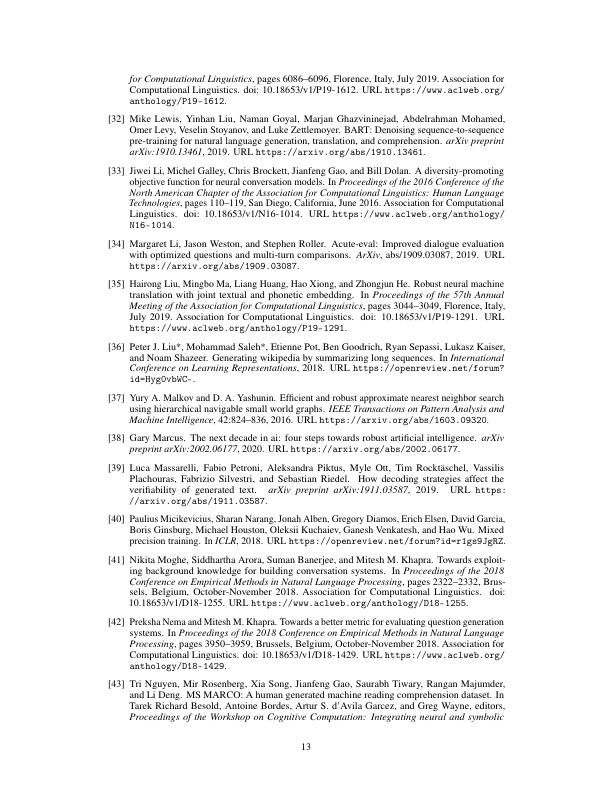 for Computational Linguistics, pages 6086–6096, Florence, Italy, July 2019. Association for
Computational Linguistics. doi: 10.18653/v1/P19-1612. URL https://www.aclweb.org/
anthology/P19-1612.
[32] Mike Lewis, Yinhan Liu, Naman Goyal, Marjan Ghazvininejad, Abdelrahman Mohamed,
Omer Levy, Veselin Stoyanov, and Luke Zettlemoyer. BART: Denoising sequence-to-sequence
pre-training for natural language generation, translation, and comprehension. arXiv preprint
arXiv:1910.13461, 2019. URL https://arxiv.org/abs/1910.13461.
[33] Jiwei Li, Michel Galley, Chris Brockett, Jianfeng Gao, and Bill Dolan. A diversity-promoting
objective function for neural conversation models. In Proceedings of the 2016 Conference of the
North American Chapter of the Association for Computational Linguistics: Human Language
Technologies, pages 110–119, San Diego, California, June 2016. Association for Computational
Linguistics. doi: 10.18653/v1/N16-1014. URL https://www.aclweb.org/anthology/
N16-1014.
[34] Margaret Li, Jason Weston, and Stephen Roller. Acute-eval: Improved dialogue evaluation
with optimized questions and multi-turn comparisons. ArXiv, abs/1909.03087, 2019. URL
https://arxiv.org/abs/1909.03087.
[35] Hairong Liu, Mingbo Ma, Liang Huang, Hao Xiong, and Zhongjun He. Robust neural machine
translation with joint textual and phonetic embedding. In Proceedings of the 57th Annual
Meeting of the Association for Computational Linguistics, pages 3044–3049, Florence, Italy,
July 2019. Association for Computational Linguistics. doi: 10.18653/v1/P19-1291. URL
https://www.aclweb.org/anthology/P19-1291.
[36] Peter J. Liu*, Mohammad Saleh*, Etienne Pot, Ben Goodrich, Ryan Sepassi, Lukasz Kaiser,
and Noam Shazeer. Generating wikipedia by summarizing long sequences. In International
Conference on Learning Representations, 2018. URL https://openreview.net/forum?
id=Hyg0vbWC-.
[37] Yury A. Malkov and D. A. Yashunin. Efficient and robust approximate nearest neighbor search
using hierarchical navigable small world graphs. IEEE Transactions on Pattern Analysis and
Machine Intelligence, 42:824–836, 2016. URL https://arxiv.org/abs/1603.09320.
[38] Gary Marcus. The next decade in ai: four steps towards robust artificial intelligence. arXiv
preprint arXiv:2002.06177, 2020. URL https://arxiv.org/abs/2002.06177.
[39] Luca Massarelli, Fabio Petroni, Aleksandra Piktus, Myle Ott, Tim Rocktäschel, Vassilis
Plachouras, Fabrizio Silvestri, and Sebastian Riedel. How decoding strategies affect the
verifiability of generated text. arXiv preprint arXiv:1911.03587, 2019. URL https:
//arxiv.org/abs/1911.03587.
[40] Paulius Micikevicius, Sharan Narang, Jonah Alben, Gregory Diamos, Erich Elsen, David Garcia,
Boris Ginsburg, Michael Houston, Oleksii Kuchaiev, Ganesh Venkatesh, and Hao Wu. Mixed
precision training. In ICLR, 2018. URL https://openreview.net/forum?id=r1gs9JgRZ.
[41] Nikita Moghe, Siddhartha Arora, Suman Banerjee, and Mitesh M. Khapra. Towards exploit-
ing background knowledge for building conversation systems. In Proceedings of the 2018
Conference on Empirical Methods in Natural Language Processing, pages 2322–2332, Brus-
sels, Belgium, October-November 2018. Association for Computational Linguistics. doi:
10.18653/v1/D18-1255. URL https://www.aclweb.org/anthology/D18-1255.
[42] Preksha Nema and Mitesh M. Khapra. Towards a better metric for evaluating question generation
systems. In Proceedings of the 2018 Conference on Empirical Methods in Natural Language
Processing, pages 3950–3959, Brussels, Belgium, October-November 2018. Association for
Computational Linguistics. doi: 10.18653/v1/D18-1429. URL https://www.aclweb.org/
anthology/D18-1429.
[43] Tri Nguyen, Mir Rosenberg, Xia Song, Jianfeng Gao, Saurabh Tiwary, Rangan Majumder,
and Li Deng. MS MARCO: A human generated machine reading comprehension dataset. In
Tarek Richard Besold, Antoine Bordes, Artur S. d'Avila Garcez, and Greg Wayne, editors,
Proceedings of the Workshop on Cognitive Computation: Integrating neural and symbolic
13